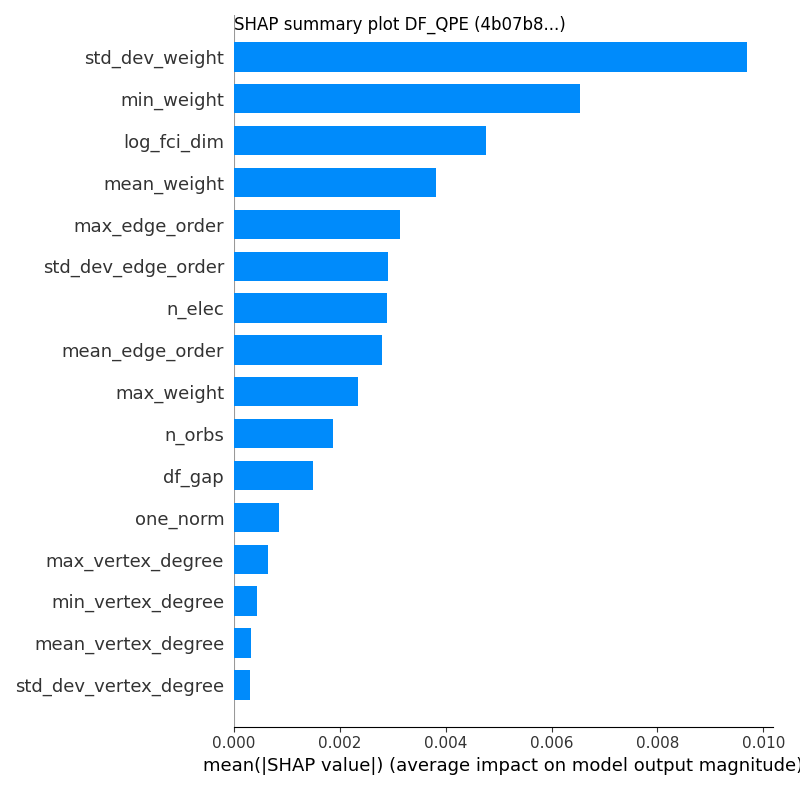 SHAP summary plot DF_QPE (4b07b8...)
std_dev_weight
min_weight
log_fci_dim
mean_weight
max_edge_order
std_dev_edge_order
n_elec
mean_edge_order
max_weight
n_orbs
df_gap
one_norm
max_vertex_degree
min_vertex_degree
mean_vertex_degree
std_dev_vertex_degree
0.000 0.002 0.004 0.006 0.008 0.010
mean(|SHAP value|) (average impact on model output magnitude)